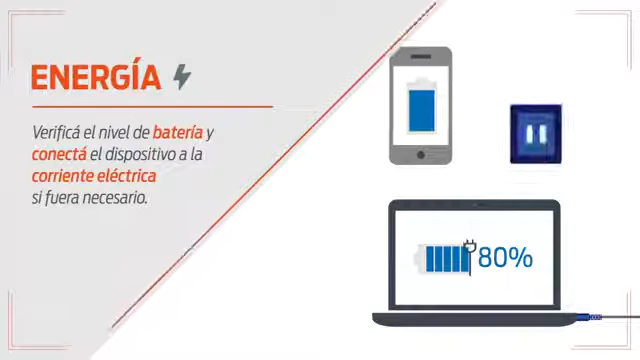 ENERGÍA
Verificá el nivel de batería y
conectá el dispositivo a la
corriente eléctrica
si fuera necesario.
80%